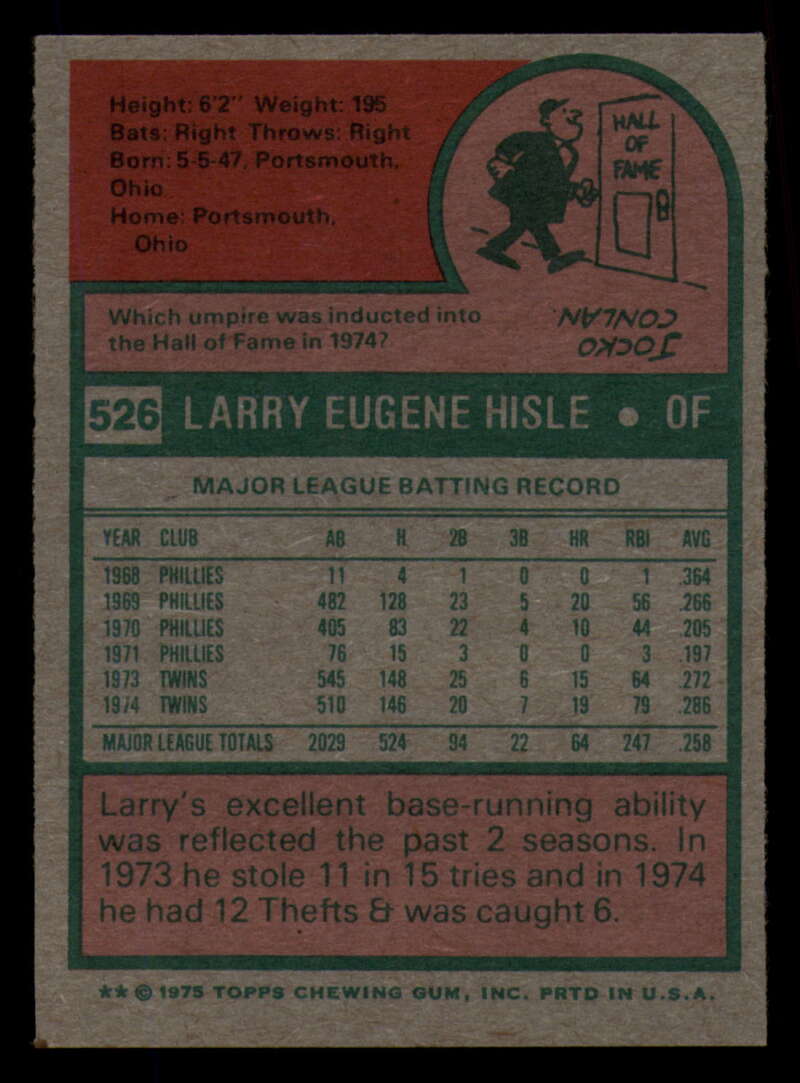 Height: 6'2" Weight: 195
Bats: Right Throws: Right
Born: 5-5-47, Portsmouth,
Ohio
Home: Portsmouth,
Ohio
HALL
OF
FAME
Which umpire was inducted into
the Hall of Fame in 1974?
JOCKO
CONLAN
526 LARRY EUGENE HISLE • OF
MAJOR LEAGUE BATTING RECORD
YEAR CLUB AB H 2B 3B HR RBI AVG
1968 PHILLIES 11 4 1 0 0 1 .364
1969 PHILLIES 482 128 23 5 20 56 .266
1970 PHILLIES 405 83 22 4 10 44 .205
1971 PHILLIES 76 15 3 0 0 3 .197
1973 TWINS 545 148 25 6 15 64 .272
1974 TWINS 510 146 20 7 19 79 .286
MAJOR LEAGUE TOTALS 2029 524 94 22 64 247 .258
Larry's excellent base-running ability
was reflected the past 2 seasons. In
1973 he stole 11 in 15 tries and in 1974
he had 12 Thefts & was caught 6.
** © 1975 TOPPS CHEWING GUM, INC. PRTD IN U.S.A.